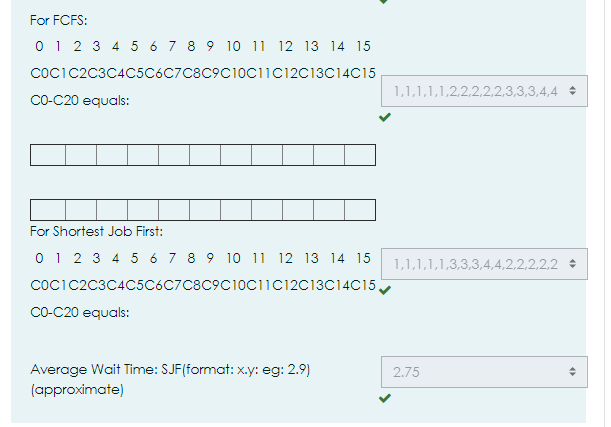 For FCFS:
0 1 2 3 4 5 6 7 8 9 10 11 12 13 14 15
C0C1C2C3C4C5C6C7C8C9C10C11C12C13C14C15
1,1,1,1,1,2,2,2,2,2,3,3,3,4,4
C0-C20 equals:
For Shortest Job First:
0 1 2 3 4 5 6 7 8 9 10 11 12 13 14 15
1,1,1,1,1,3,3,3,4,4,2,2,2,2,2
C0C1C2C3C4C5C6C7C8C9C10C11C12C13C14C15
C0-C20 equals:
Average Wait Time: SJF(format: x.y: eg: 2.9)
2.75
(approximate)